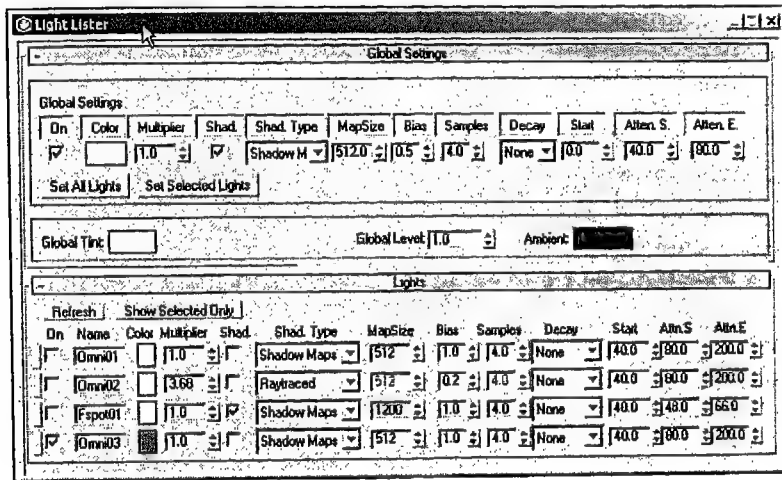 Light Lister
Global Settings
Global Settings
On Color Multiplier Shad. Shad. Type MapSize Bias Samples Decay Start Atten. S. Atten. E.
1.0 Shadow M 512.0 0.5 4.0 None 0.0 40.0 80.0
Set All Lights Set Selected Lights
Global Tint: Global Level: 1.0 Ambient:
Lights
Refresh Show Selected Only
On Name Color Multiplier Shad. Shad. Type MapSize Bias Samples Decay Start Attn.S Attn.E
Omni01 1.0 Shadow Maps 512 1.0 4.0 None 40.0 80.0 200.0
Omni02 3.68 Raytraced 512 0.2 4.0 None 40.0 80.0 200.0
Fspot01 1.0 Shadow Maps 1200 1.0 4.0 None 40.0 48.0 66.0
Omni03 1.0 Shadow Maps 512 1.0 4.0 None 40.0 80.0 200.0